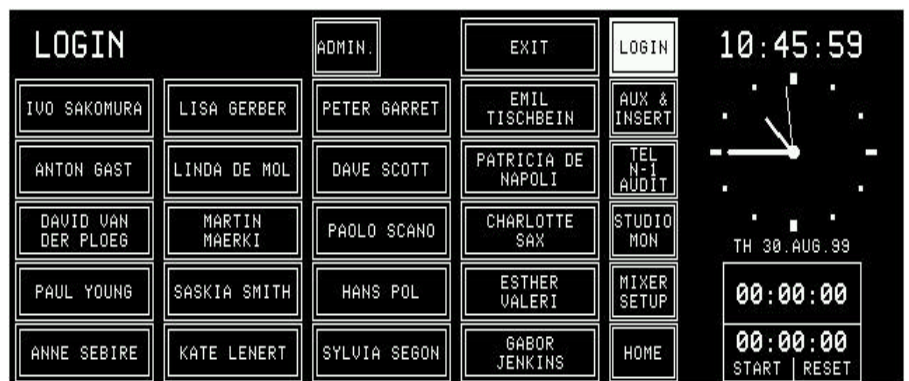 LOGIN
ADMIN.
EXIT
LOGIN
10:45:59
IVO SAKOMURA
LISA GERBER
PETER GARRET
EMIL
TISCHBEIN
AUX &
INSERT
ANTON GAST
LINDA DE MOL
DAVE SCOTT
PATRICIA DE
NAPOLI
TEL
N-1
AUDIT
DAVID VAN
DER PLOEG
MARTIN
MAERKI
PAOLO SCANO
CHARLOTTE
SAX
STUDIO
MON
TH 30.AUG.99
PAUL YOUNG
SASKIA SMITH
HANS POL
ESTHER
VALERI
MIXER
SETUP
00:00:00
ANNE SEBIRE
KATE LENERT
SYLVIA SEGON
GABOR
JENKINS
HOME
00:00:00
START RESET